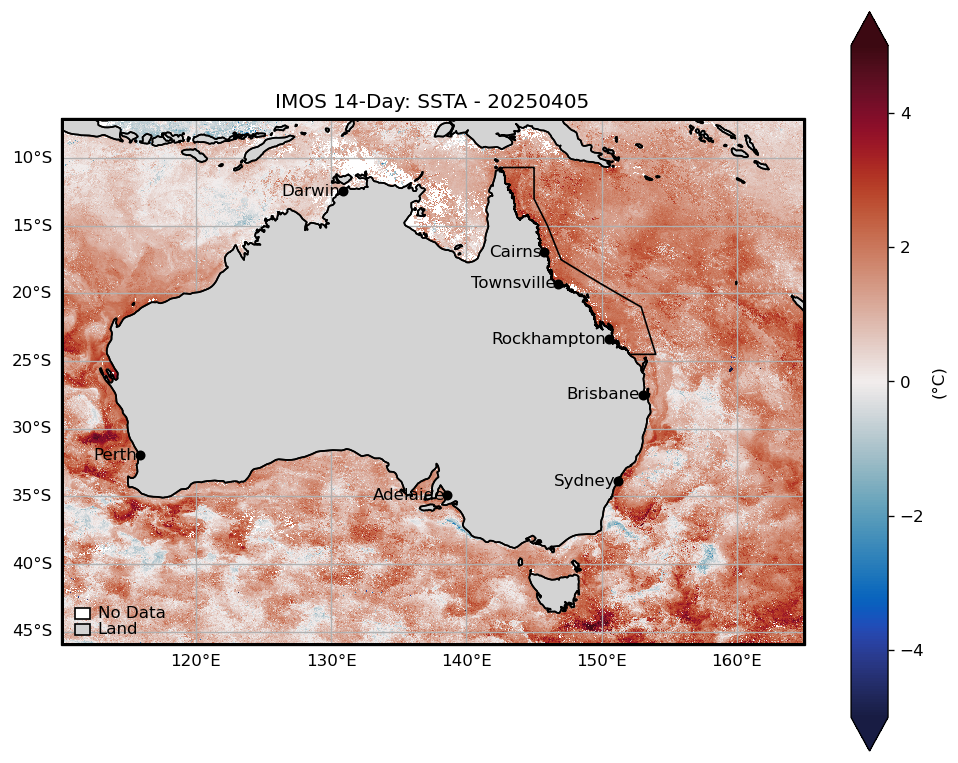 IMOS 14-Day: SSTA - 20250405
10°S
15°S
20°S
25°S
30°S
35°S
40°S
45°S
120°E
130°E
140°E
150°E
160°E
Darwin
Cairns
Townsville
Rockhampton
Brisbane
Perth
Sydney
Adelaide
No Data
Land
4
2
0
−2
−4
(°C)